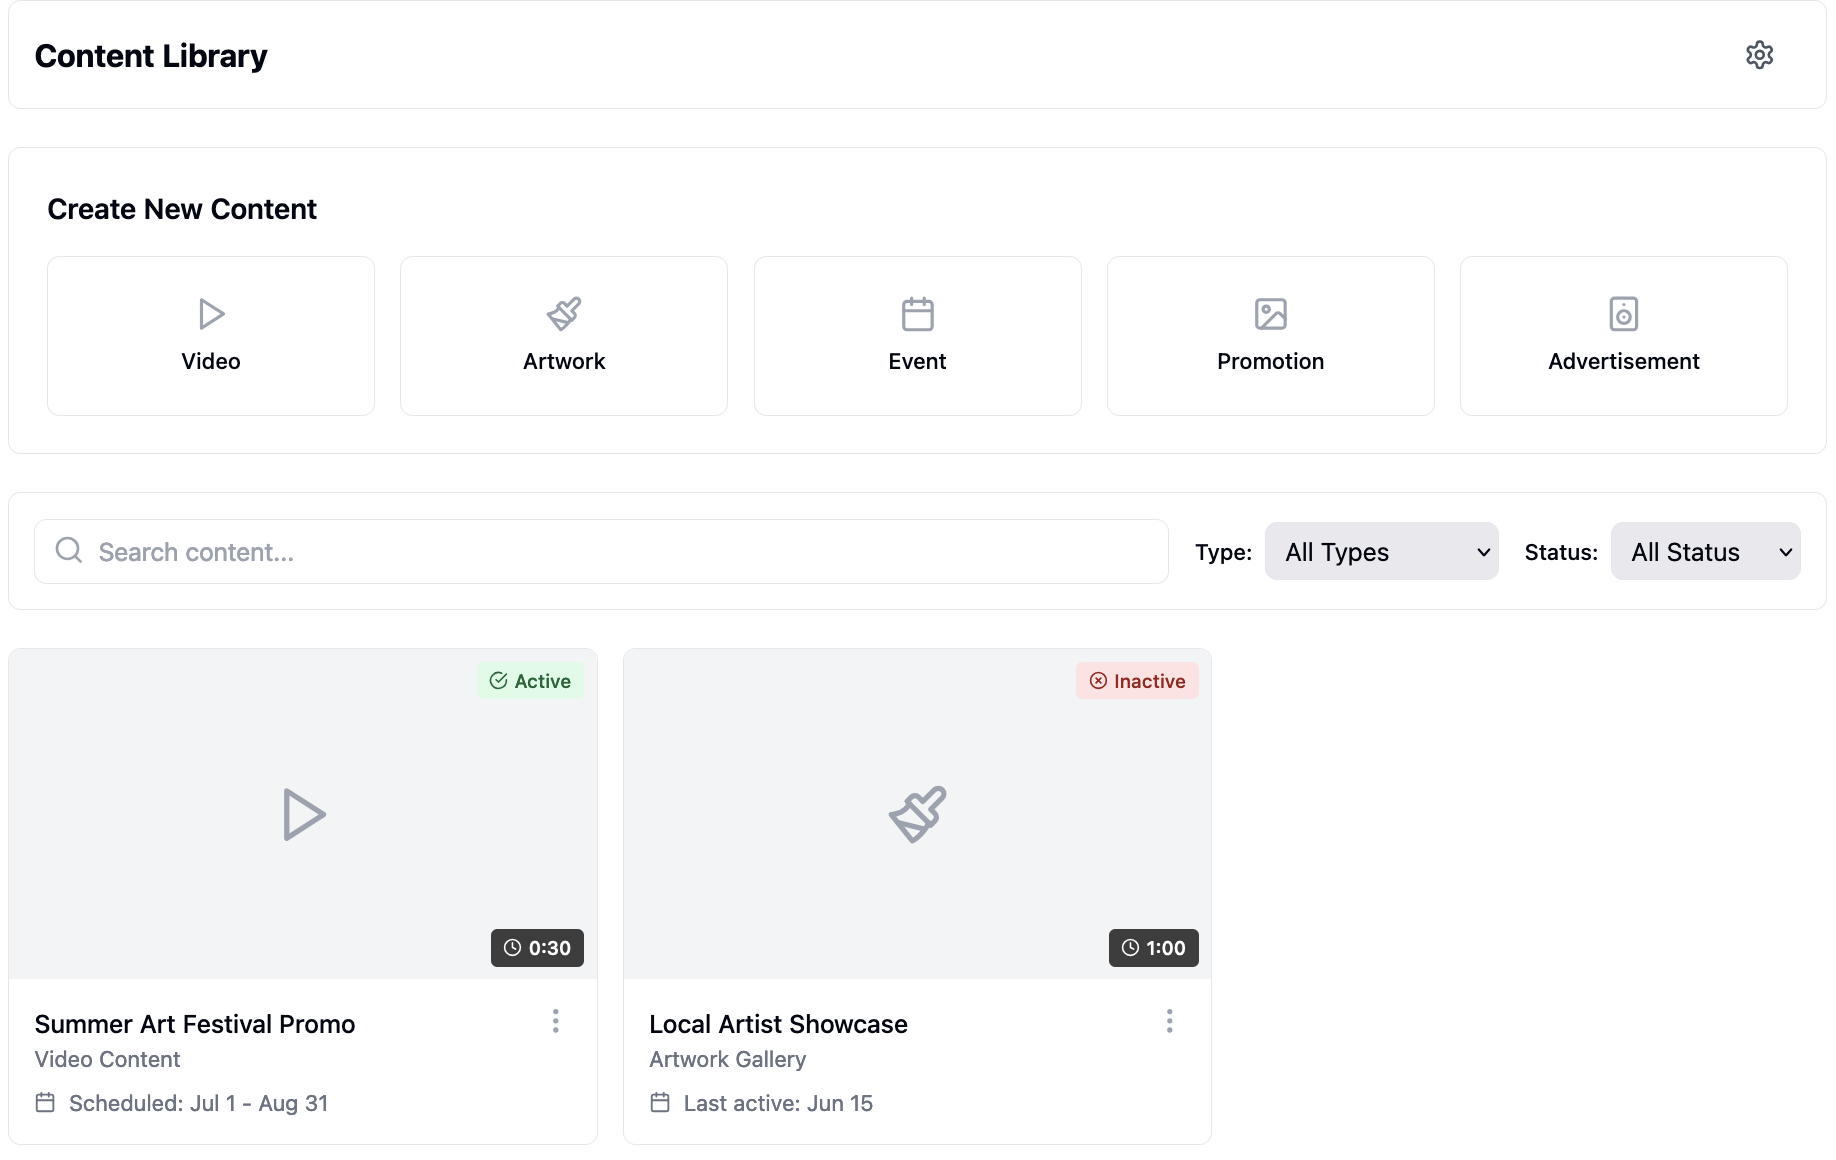 Content Library
Create New Content
Video
Artwork
Event
Promotion
Advertisement
Search content...
Type:
All Types
Status:
All Status
Active
0:30
Summer Art Festival Promo
Video Content
Scheduled: Jul 1 - Aug 31
Inactive
1:00
Local Artist Showcase
Artwork Gallery
Last active: Jun 15